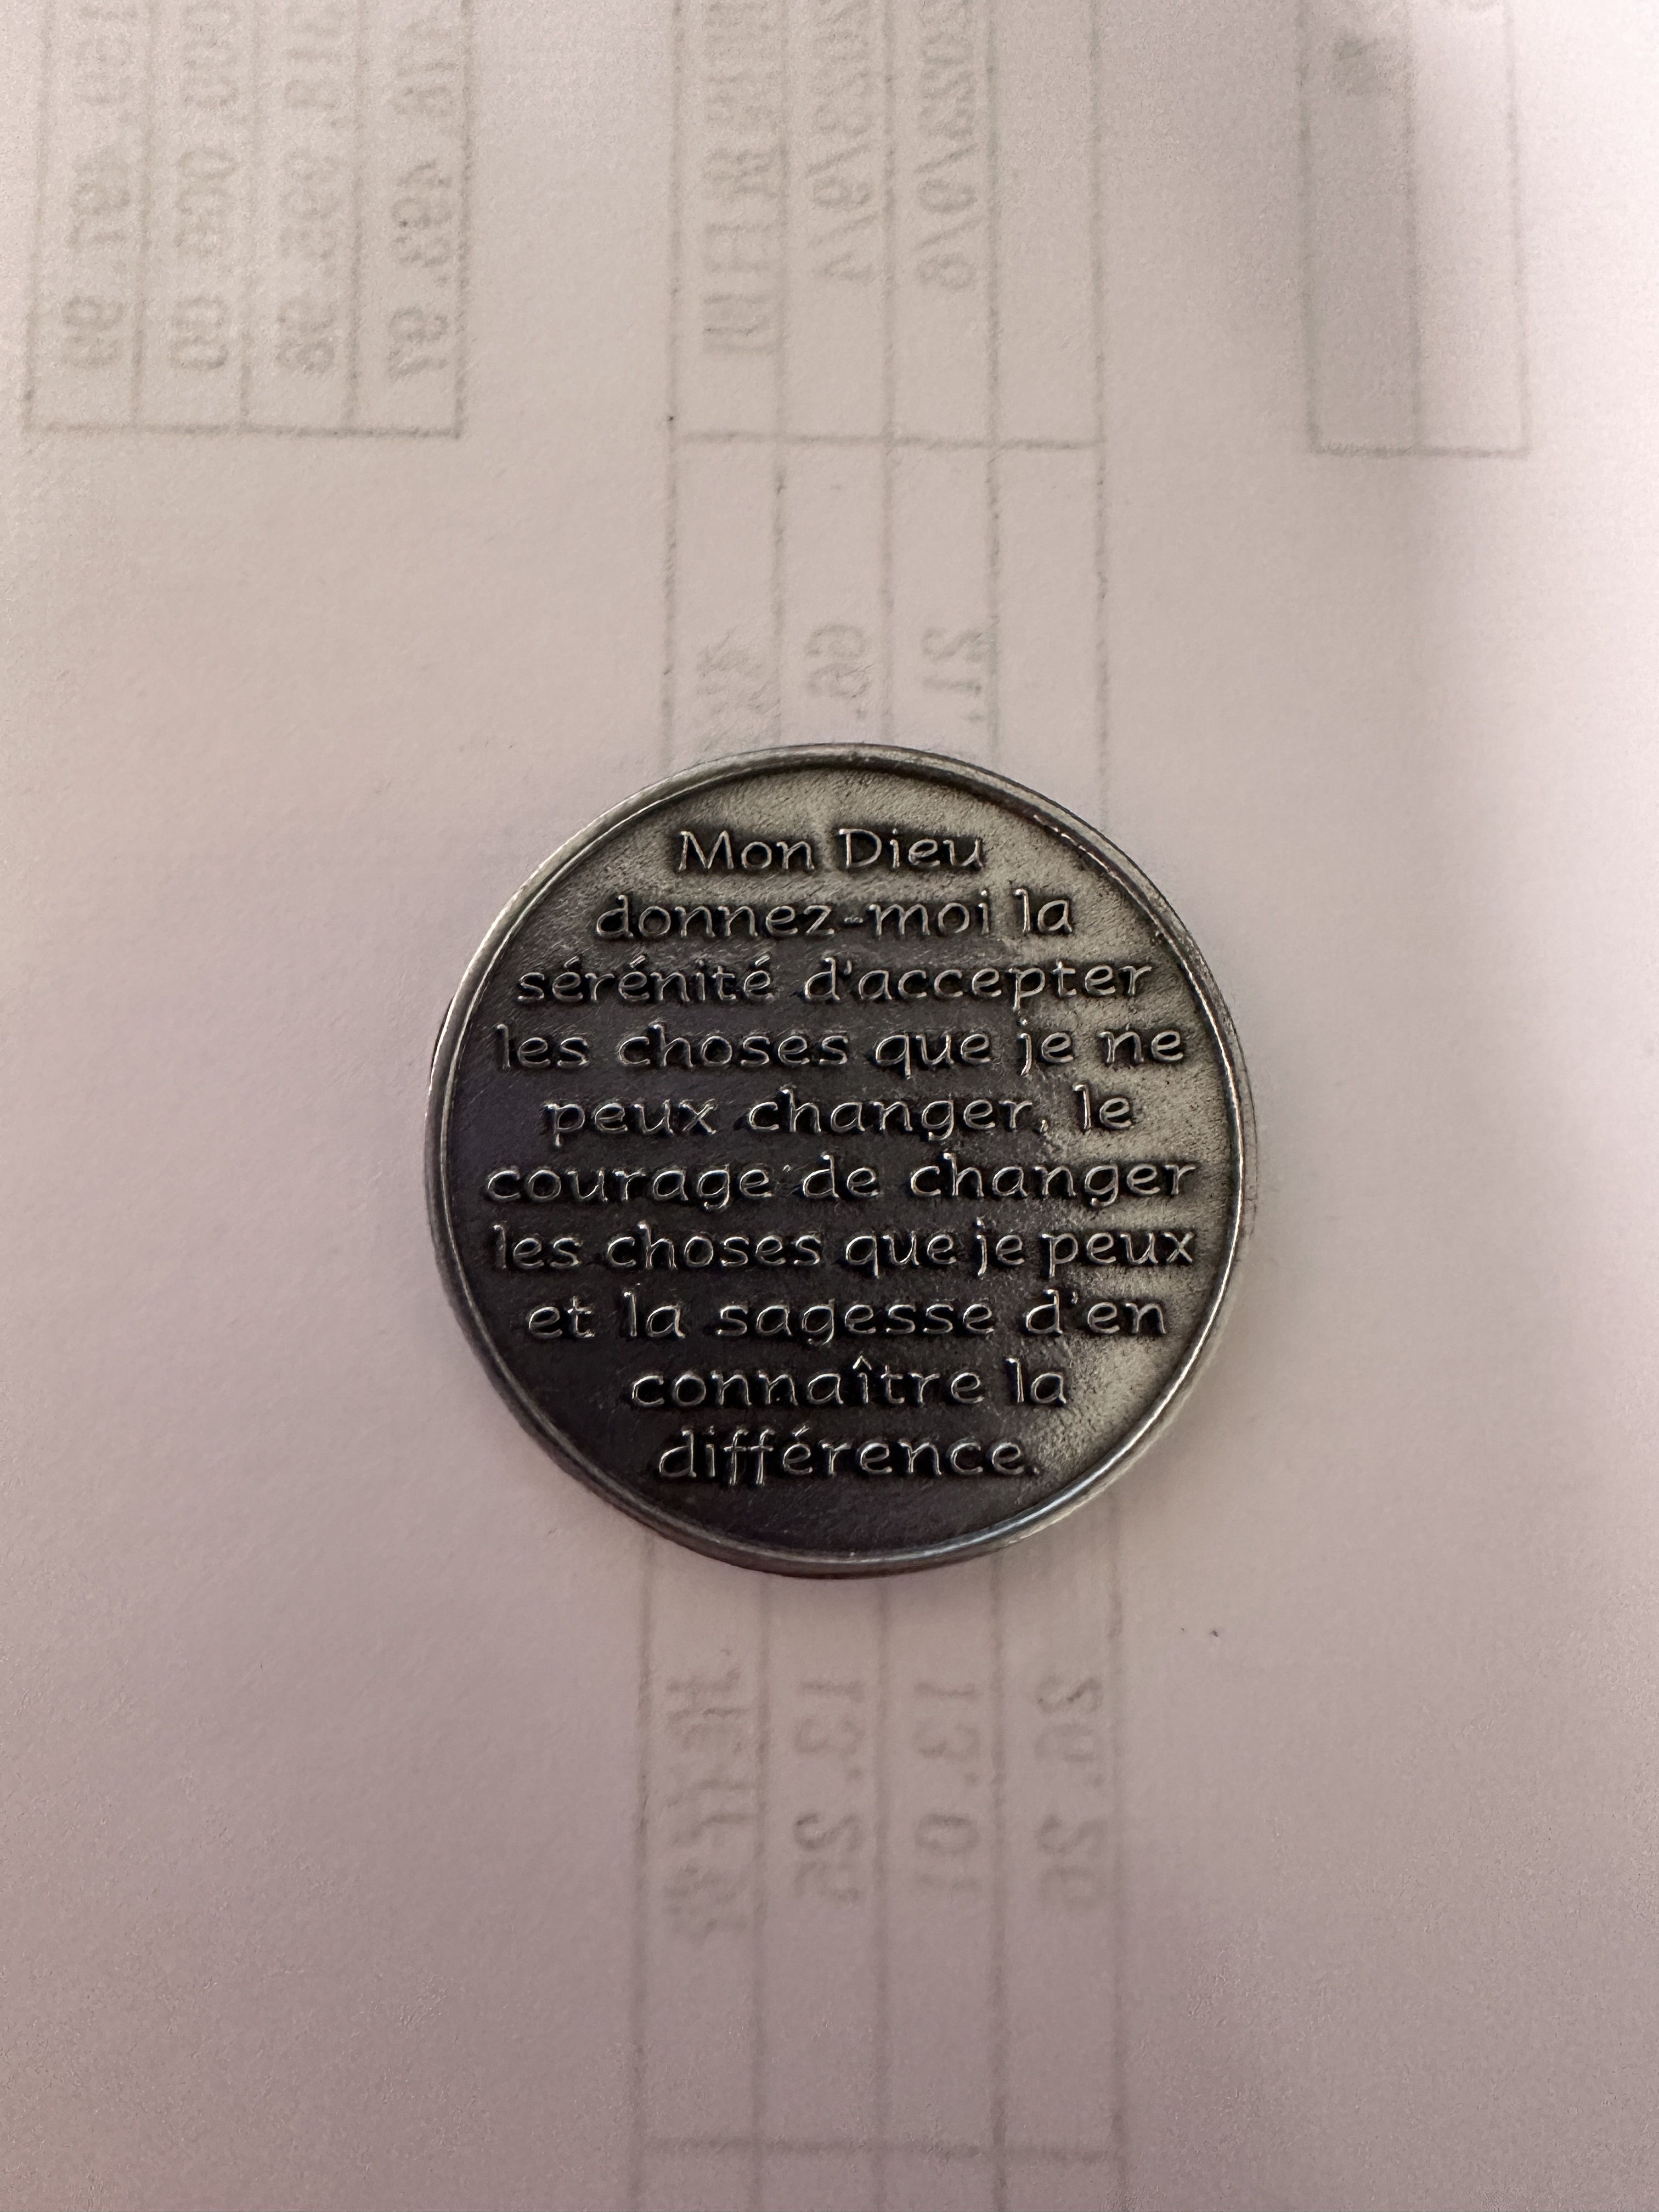 Mon Dieu
donnez-moi la
sérénité d'accepter
les choses que je ne
peux changer, le
courage de changer
les choses que je peux
et la sagesse d'en
connaître la
différence.